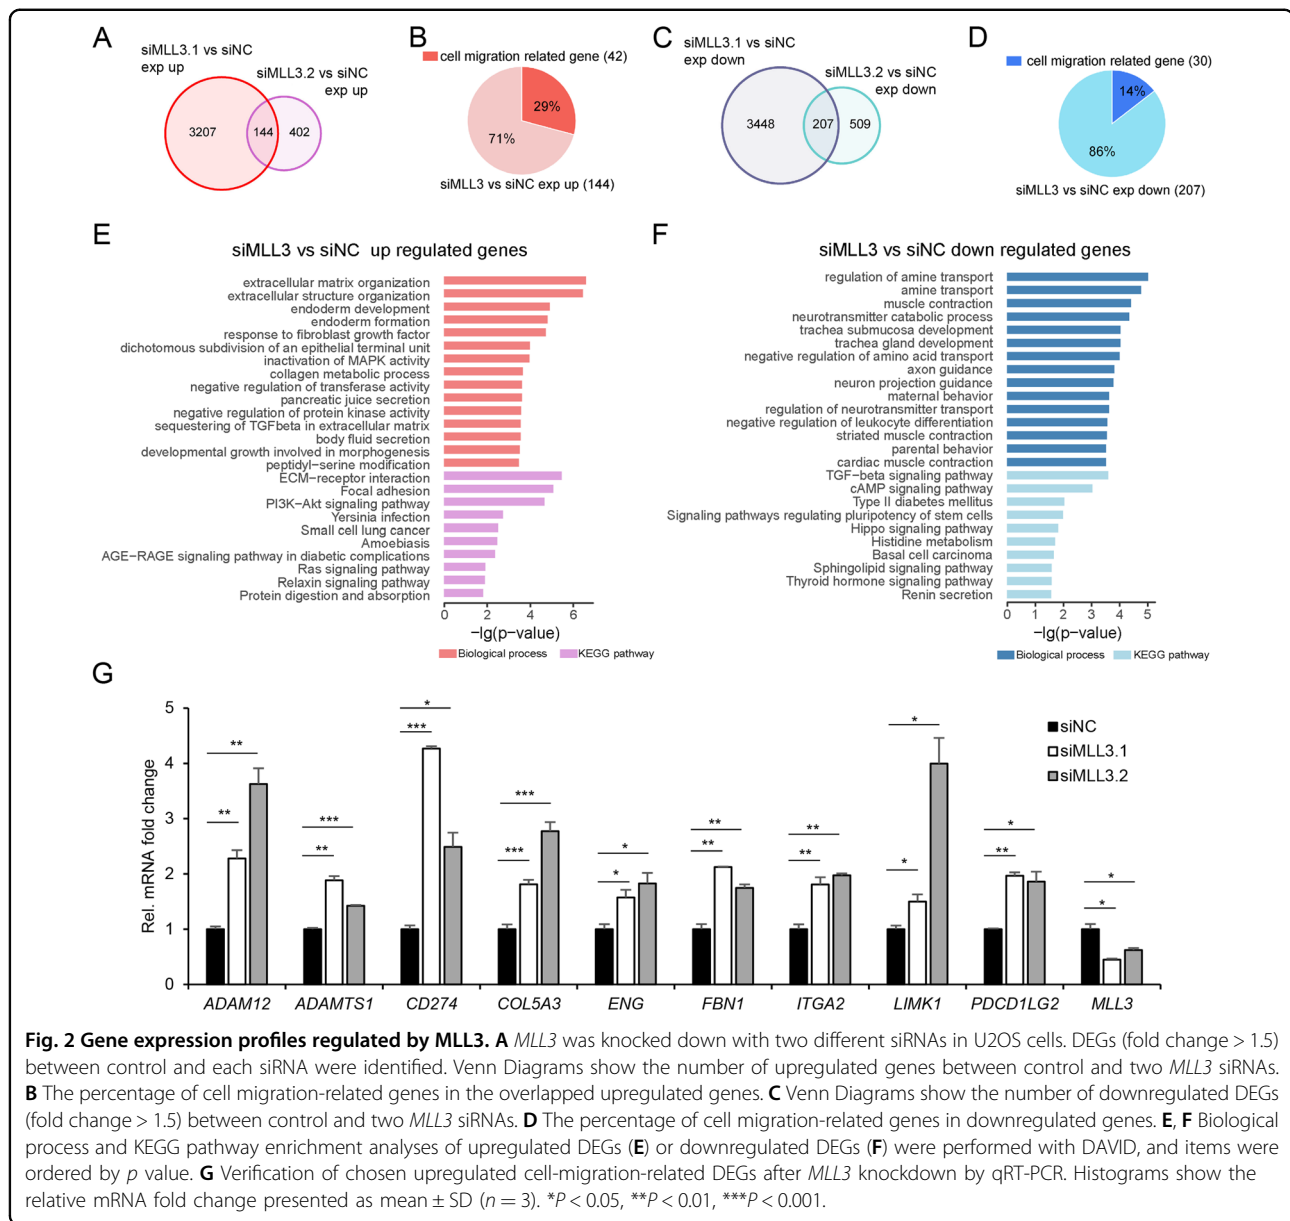 A
siMLL3.1 vs siNC
exp up
siMLL3.2 vs siNC
exp up
3207
144
402
B
cell migration related gene (42)
29%
71%
siMLL3 vs siNC exp up (144)
C
siMLL3.1 vs siNC
exp down
siMLL3.2 vs siNC
exp down
3448
207
509
D
cell migration related gene (30)
14%
86%
siMLL3 vs siNC exp down (207)
E
siMLL3 vs siNC up regulated genes
extracellular matrix organization
extracellular structure organization
endoderm development
endoderm formation
response to fibroblast growth factor
dichotomous subdivision of an epithelial terminal unit
inactivation of MAPK activity
collagen metabolic process
negative regulation of transferase activity
pancreatic juice secretion
negative regulation of protein kinase activity
sequestering of TGFbeta in extracellular matrix
body fluid secretion
developmental growth involved in morphogenesis
peptidyl−serine modification
ECM−receptor interaction
Focal adhesion
PI3K−Akt signaling pathway
Yersinia infection
Small cell lung cancer
Amoebiasis
AGE−RAGE signaling pathway in diabetic complications
Ras signaling pathway
Relaxin signaling pathway
Protein digestion and absorption
0 2 4 6
−lg(p−value)
Biological process KEGG pathway
F
siMLL3 vs siNC down regulated genes
regulation of amine transport
amine transport
muscle contraction
neurotransmitter catabolic process
trachea submucosa development
trachea gland development
negative regulation of amino acid transport
axon guidance
neuron projection guidance
maternal behavior
regulation of neurotransmitter transport
negative regulation of leukocyte differentiation
striated muscle contraction
parental behavior
cardiac muscle contraction
TGF−beta signaling pathway
cAMP signaling pathway
Type II diabetes mellitus
Signaling pathways regulating pluripotency of stem cells
Hippo signaling pathway
Histidine metabolism
Basal cell carcinoma
Sphingolipid signaling pathway
Thyroid hormone signaling pathway
Renin secretion
0 1 2 3 4 5
−lg(p−value)
Biological process KEGG pathway
G
Rel. mRNA fold change
5
4
3
2
1
0
** **
** ***
*** *
*** ***
* *
** **
** **
* *
** *
* *
siNC
siMLL3.1
siMLL3.2
ADAM12 ADAMTS1 CD274 COL5A3 ENG FBN1 ITGA2 LIMK1 PDCD1LG2 MLL3
Fig. 2 Gene expression profiles regulated by MLL3. A MLL3 was knocked down with two different siRNAs in U2OS cells. DEGs (fold change > 1.5)
between control and each siRNA were identified. Venn Diagrams show the number of upregulated genes between control and two MLL3 siRNAs.
B The percentage of cell migration-related genes in the overlapped upregulated genes. C Venn Diagrams show the number of downregulated DEGs
(fold change > 1.5) between control and two MLL3 siRNAs. D The percentage of cell migration-related genes in downregulated genes. E, F Biological
process and KEGG pathway enrichment analyses of upregulated DEGs (E) or downregulated DEGs (F) were performed with DAVID, and items were
ordered by p value. G Verification of chosen upregulated cell-migration-related DEGs after MLL3 knockdown by qRT-PCR. Histograms show the
relative mRNA fold change presented as mean ± SD (n = 3). *P < 0.05, **P < 0.01, ***P < 0.001.